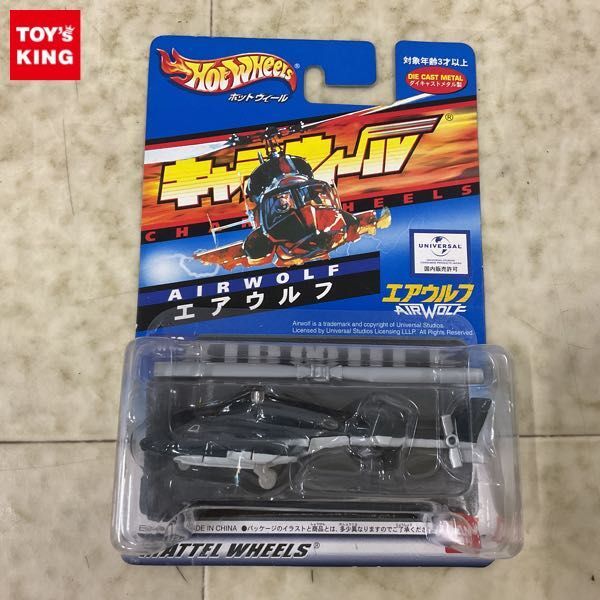 TOY'S
KING
Hot Wheels
ホットウィール
対象年齢3才以上
DIE CAST METAL
ダイキャストメタル製
キャラウィール
CHARAWHEELS
UNIVERSAL
国内販売許可
AIRWOLF
エアウルフ
エアウルフ
AIRWOLF
Airwolf is a trademark and copyright of Universal Studios.
Licensed by Universal Studios Licensing LLLP. All Rights Reserved.
MADE IN CHINA ●パッケージのイラストと商品とは、多少異なりますのでご了承くださ
MATTEL WHEELS®